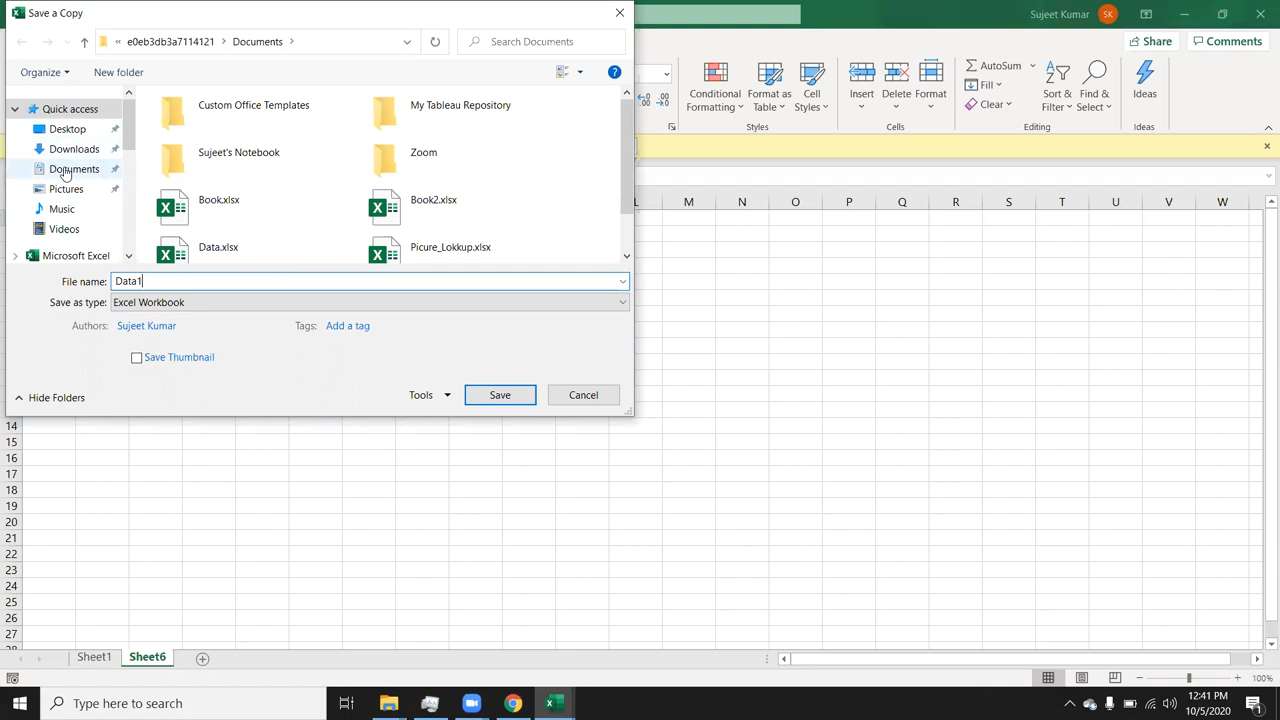 Save a Copy
Sujeet Kumar SK
« e0eb3db3a7114121 > Documents >
Search Documents
Share
Comments
Organize
New folder
?
Conditional Formatting
Format as Table
Cell Styles
Styles
Insert
Delete
Format
Cells
AutoSum
Fill
Clear
Sort & Filter
Find & Select
Editing
Ideas
Ideas
Quick access
Desktop
Downloads
Documents
Pictures
Music
Videos
Microsoft Excel
Custom Office Templates
My Tableau Repository
Sujeet's Notebook
Zoom
Book.xlsx
Book2.xlsx
Data.xlsx
Picure_Lokkup.xlsx
File name: Data1
Save as type: Excel Workbook
Authors: Sujeet Kumar
Tags: Add a tag
Save Thumbnail
Hide Folders
Tools
Save
Cancel
L M N O P Q R S T U V W
14
15
16
17
18
19
20
21
22
23
24
25
26
27
Sheet1 Sheet6
100%
Type here to search
12:41 PM
10/5/2020